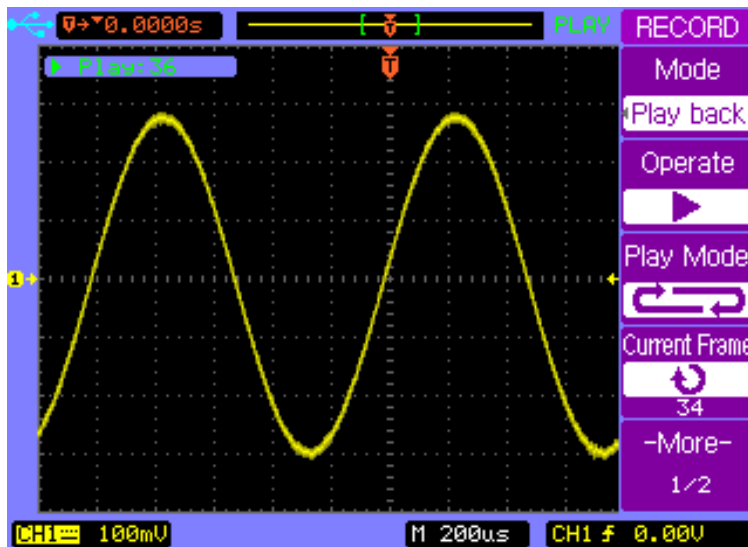 T→▼0.0000s
[ T ]
PLAY
RECORD
▶ Play:36
T
Mode
Play back
Operate
Play Mode
Current Frame
34
-More-
1/2
1
CH1 100mV
M 200us
CH1 0.00V